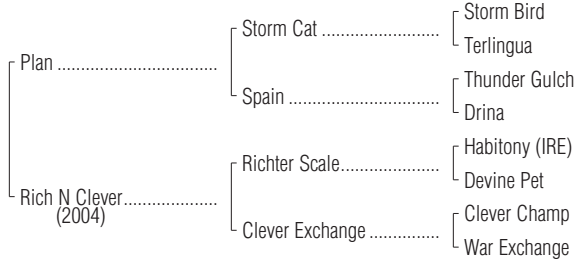 Storm Bird
Storm Cat ..............................
Terlingua
Plan ..................................
Thunder Gulch
Spain ......................................
Drina
Habitony (IRE)
Richter Scale.........................
Devine Pet
Rich N Clever....................
(2004)
Clever Champ
Clever Exchange ..................
War Exchange